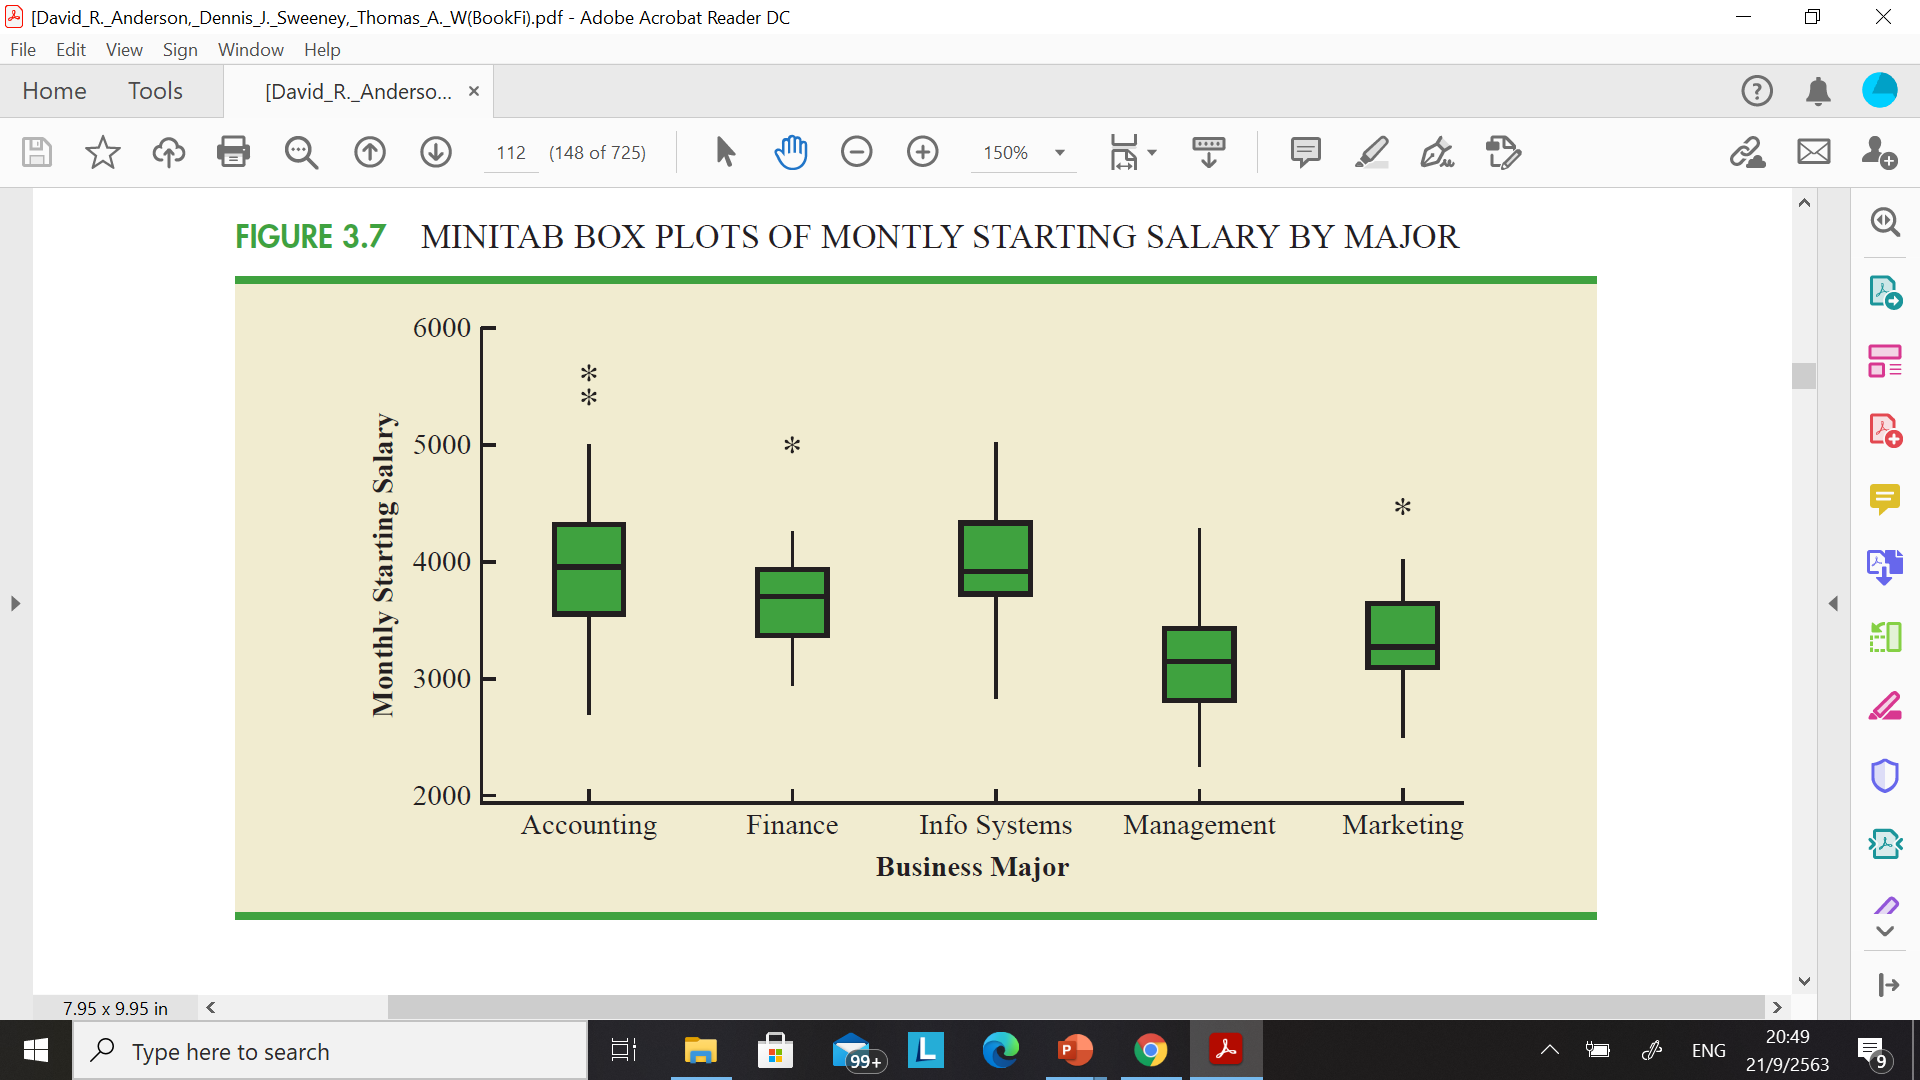 [David_R._Anderson,_Dennis_J._Sweeney,_Thomas_A._W(BookFi).pdf - Adobe Acrobat Reader DC
File Edit View Sign Window Help
Home Tools [David_R._Anderso... ×
112 (148 of 725) 150%
FIGURE 3.7 MINITAB BOX PLOTS OF MONTLY STARTING SALARY BY MAJOR
6000
5000
4000
3000
2000
Monthly Starting Salary
Accounting Finance Info Systems Management Marketing
Business Major
7.95 x 9.95 in
Type here to search
99+
L
P
ENG
20:49
21/9/2563
9